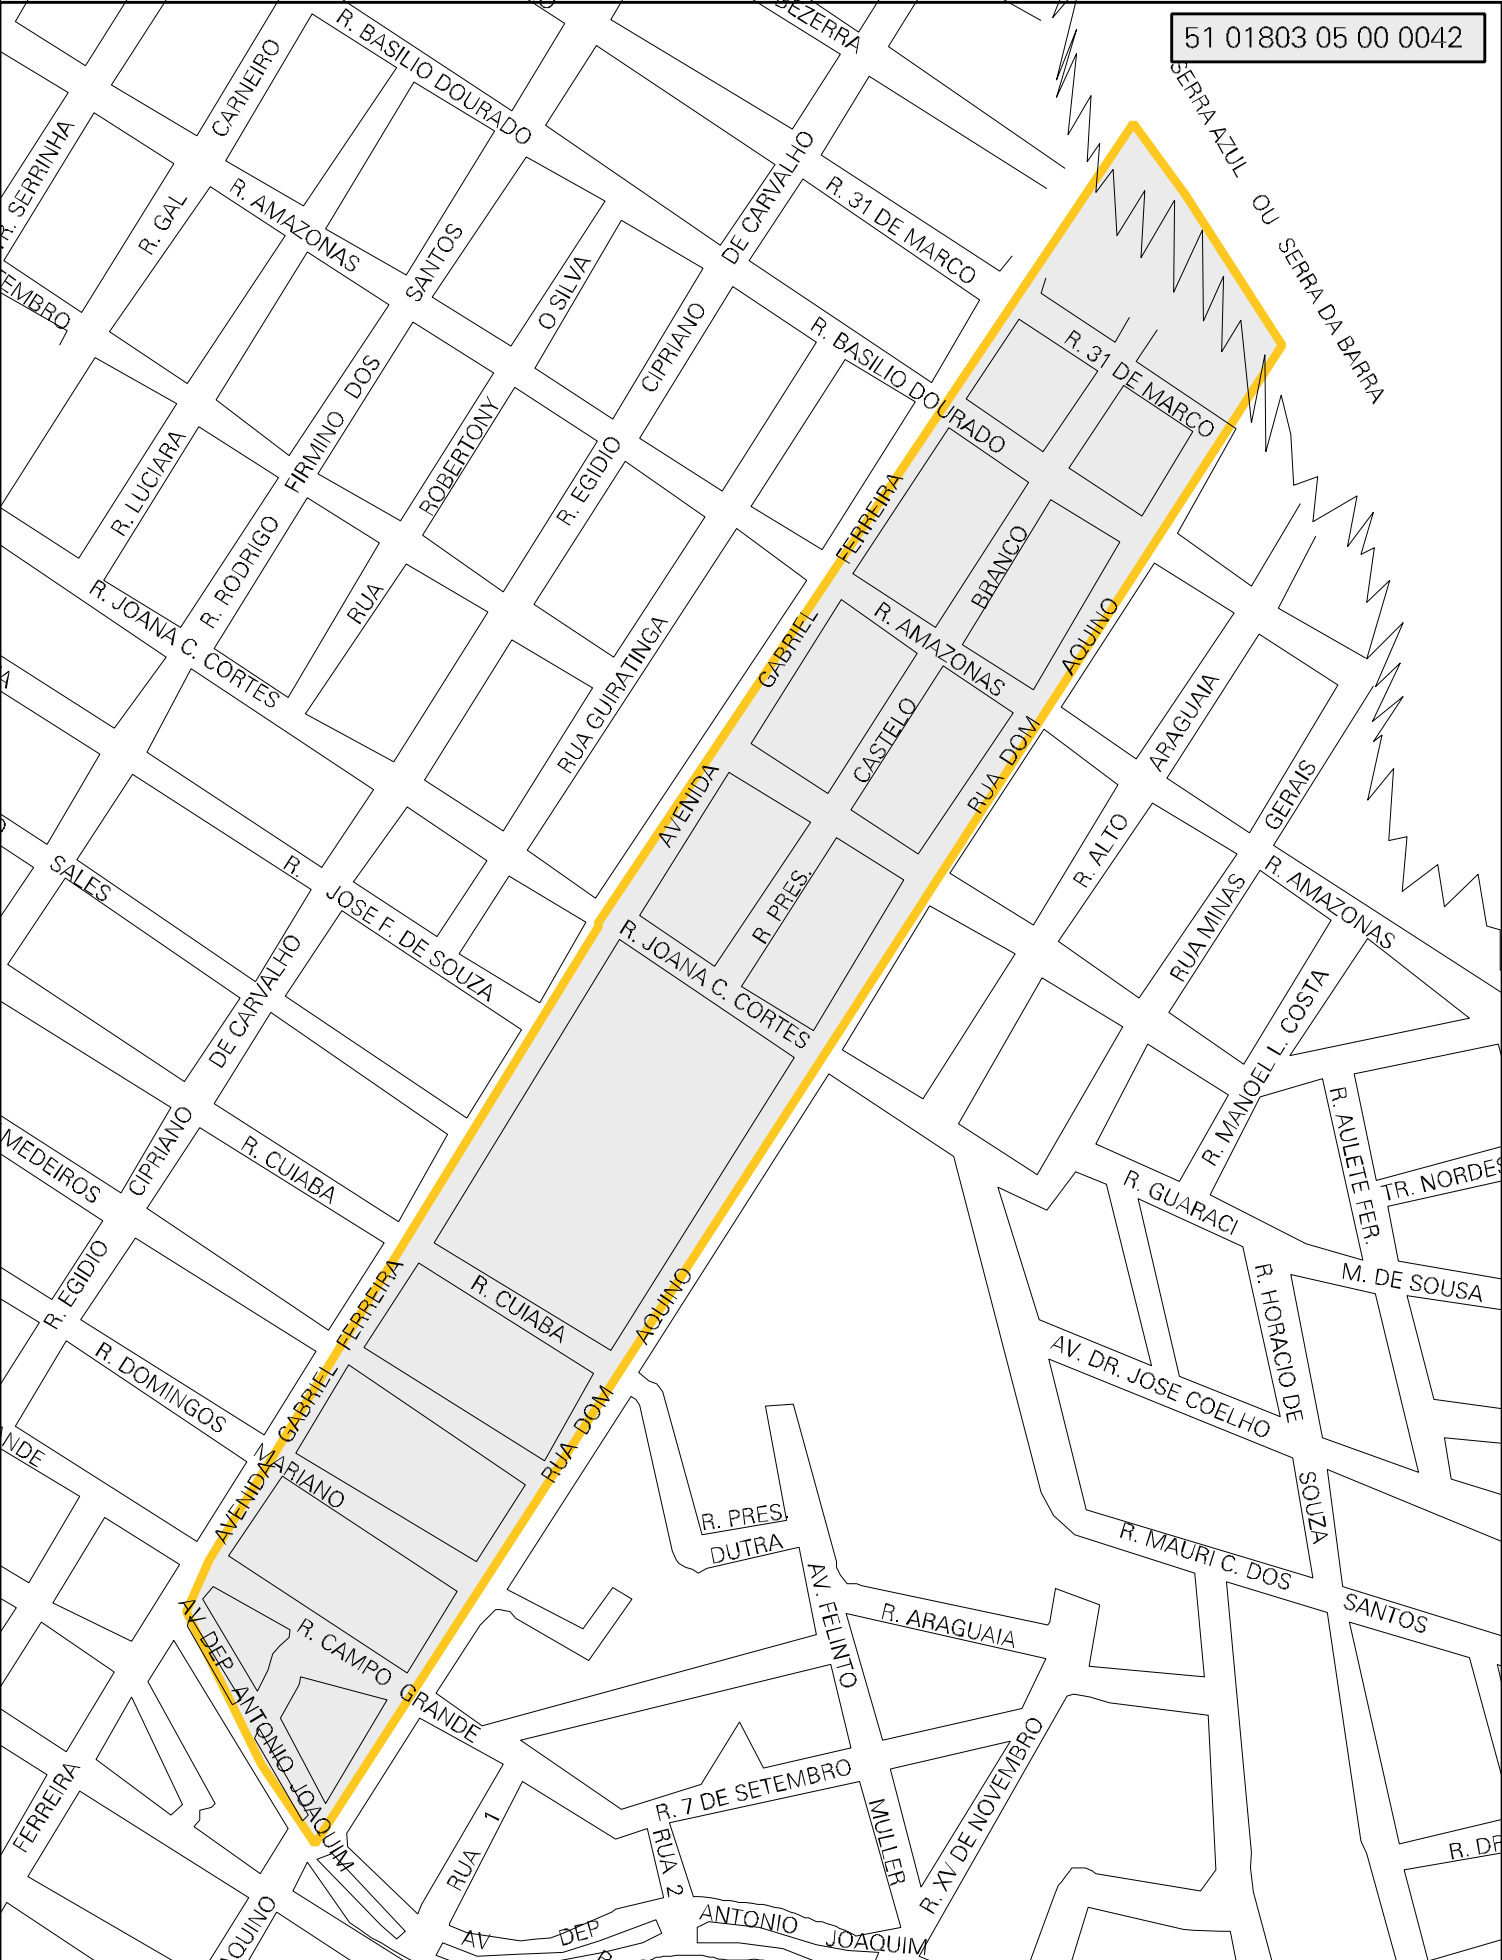 51 01803 05 00 0042
BEZERRA
R. BASILIO DOURADO
CARNEIRO
SERRA AZUL OU SERRA DA BARRA
R. SERRINHA
R. GAL
R. AMAZONAS
SANTOS
O SILVA
DE CARVALHO
R. 31 DE MARCO
EMBRO
CIPRIANO
R. BASILIO DOURADO
R. 31 DE MARCO
R. LUCIARA
FIRMINO DOS
ROBERTONY
R. EGIDIO
FERREIRA
BRANCO
R. RODRIGO
RUA
R. JOANA C. CORTES
RUA GUIRATINGA
GABRIEL
R. AMAZONAS
AQUINO
CASTELO
RUA DOM
ARAGUAIA
GERAIS
AVENIDA
R. ALTO
SALES
R. JOSE F. DE SOUZA
R. PRES.
R. AMAZONAS
RUA MINAS
DE CARVALHO
R. JOANA C. CORTES
R. MANOEL L. COSTA
MEDEIROS
CIPRIANO
R. CUIABA
R. GUARACI
R. AULETE FER.
TR. NORDES
R. EGIDIO
FERREIRA
R. CUIABA
AQUINO
M. DE SOUSA
R. HORACIO DE
R. DOMINGOS
GABRIEL
AV. DR. JOSE COELHO
NDE
MARIANO
AVENIDA
RUA DOM
SOUZA
R. PRES.
DUTRA
R. MAURI C. DOS
SANTOS
AV. FELINTO
R. ARAGUAIA
AV DEP ANTONIO JOAQUIM
R. CAMPO GRANDE
R. 7 DE SETEMBRO
R. XV DE NOVEMBRO
FERREIRA
RUA 1
RUA 2
MULLER
R. DR
AQUINO
AV DEP ANTONIO JOAQUIM